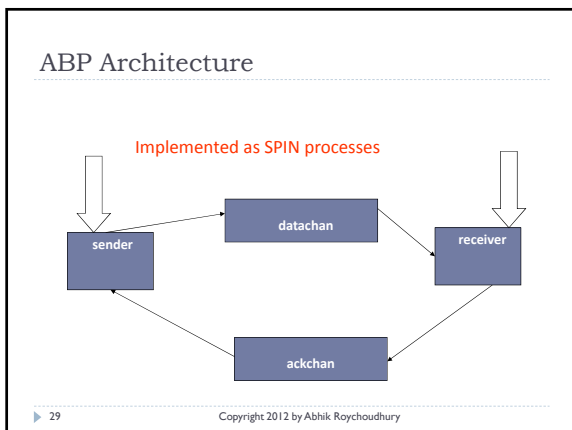 ABP Architecture
Implemented as SPIN processes
sender
datachan
receiver
ackchan
29
Copyright 2012 by Abhik Roychoudhury